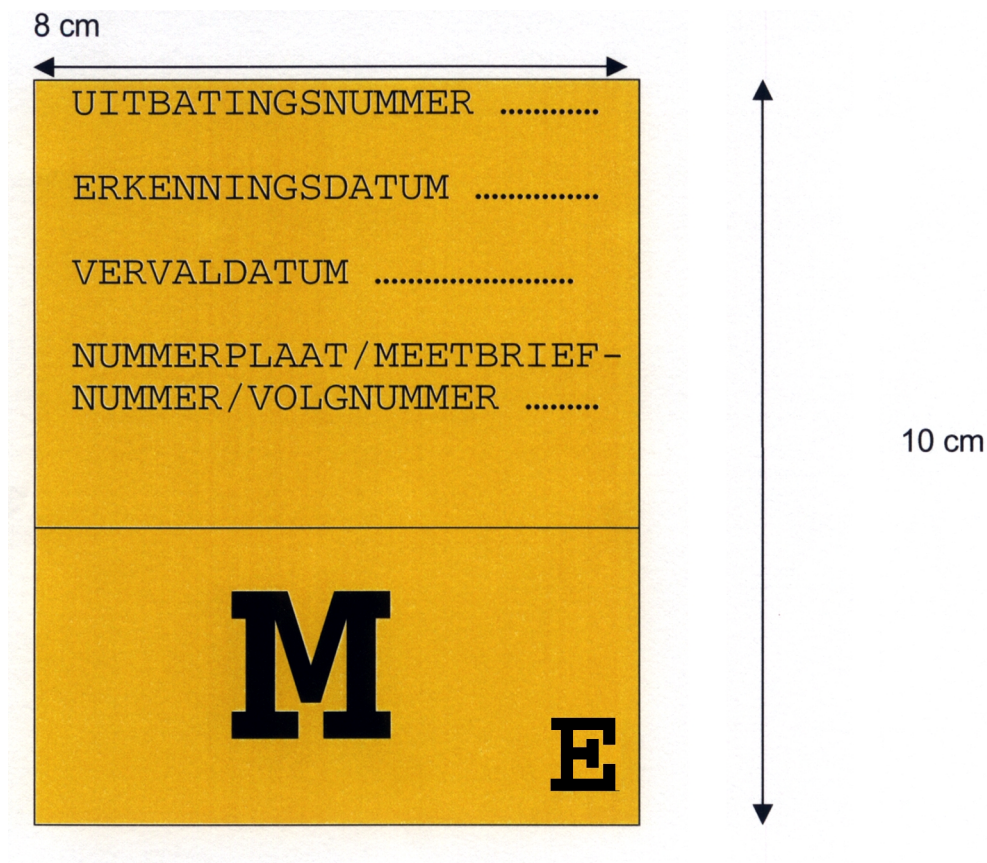 8 cm
UITBATINGSNUMMER ............
ERKENNINGSDATUM ...............
VERVALDATUM ........................
NUMMERPLAAT/MEETBRIEF-
NUMMER/VOLGNUMMER .........
10 cm
M
E